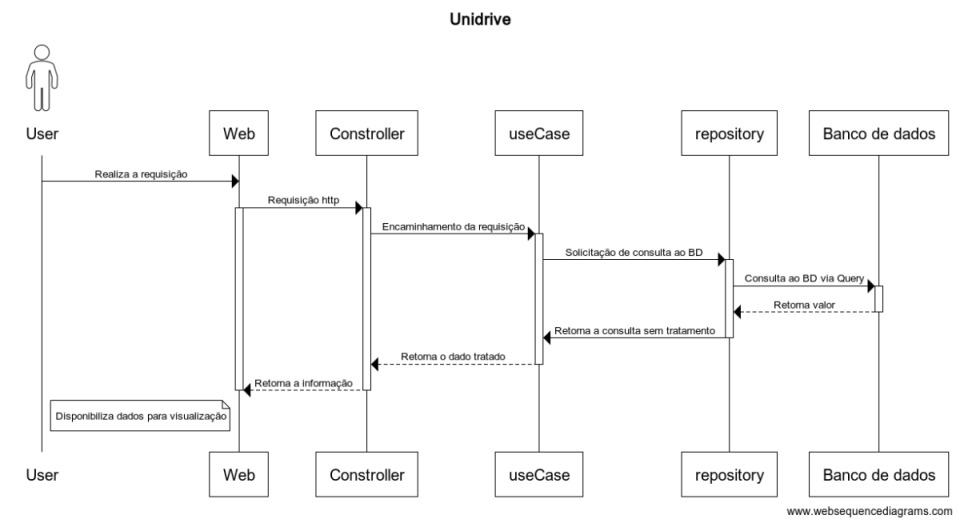 Unidrive
User
Web
Constroller
useCase
repository
Banco de dados
Realiza a requisição
Requisição http
Encaminhamento da requisição
Solicitação de consulta ao BD
Consulta ao BD via Query
Retorna valor
Retorna a consulta sem tratamento
Retorna o dado tratado
Retorna a informação
Disponibiliza dados para visualização
User
Web
Constroller
useCase
repository
Banco de dados
www.websequencediagrams.com